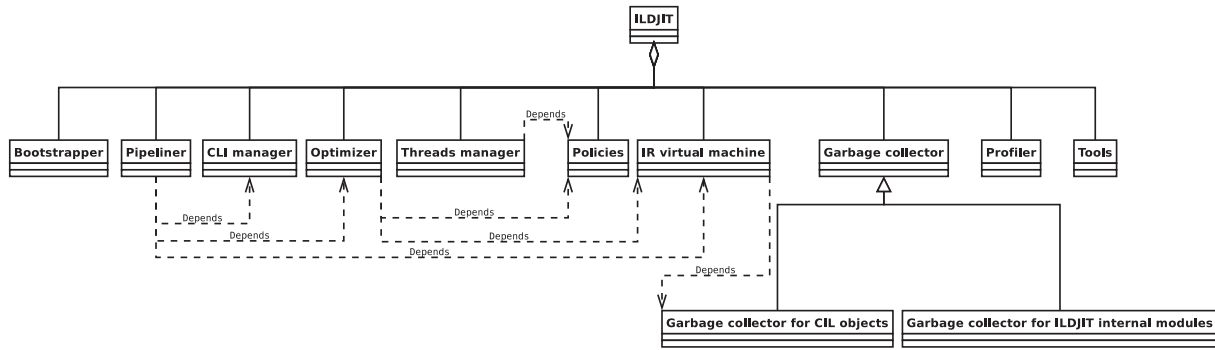 ILDJIT
Depends
Bootstrapper
Pipeliner
CLI manager
Optimizer
Threads manager
Policies
IR virtual machine
Garbage collector
Profiler
Tools
Depends
Depends
Depends
Depends
Depends
Depends
Garbage collector for CIL objects
Garbage collector for ILDJIT internal modules